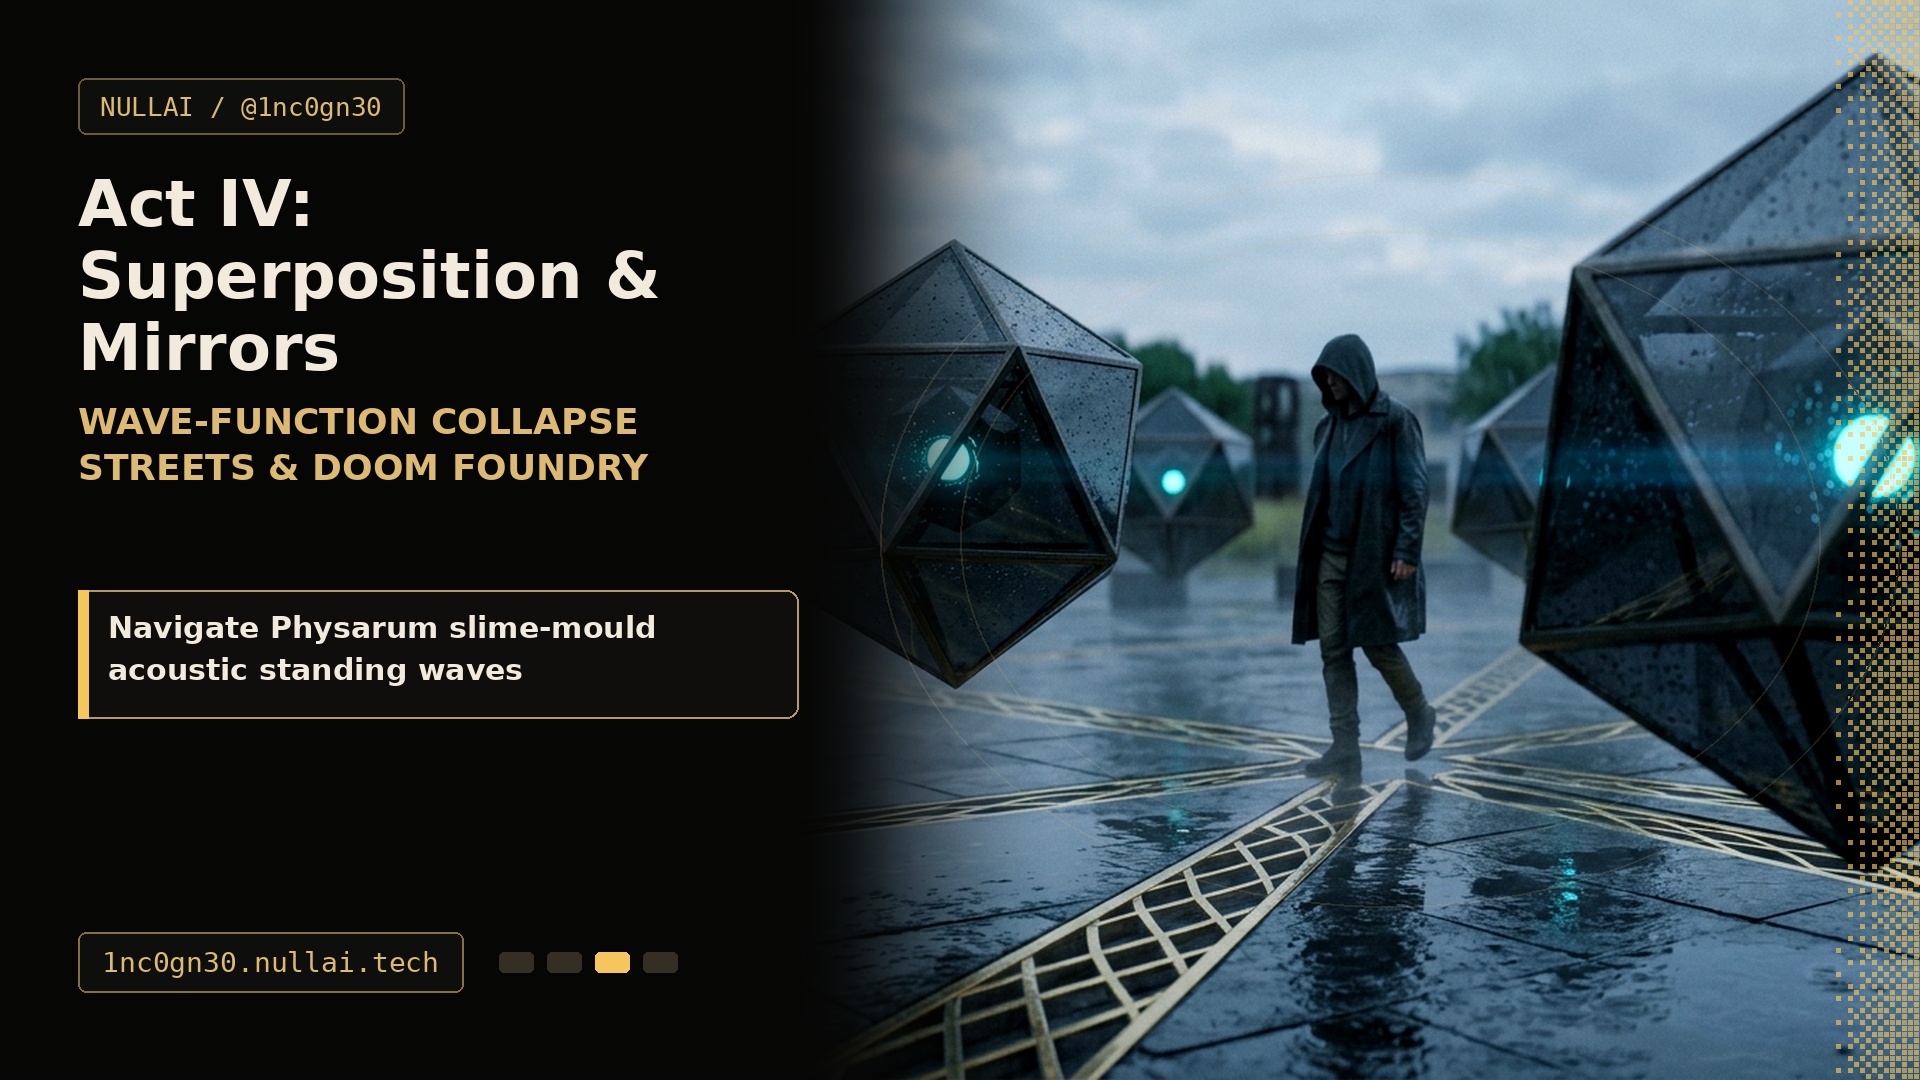 NULLAI / @1nc0gn30
Act IV:
Superposition &
Mirrors
WAVE-FUNCTION COLLAPSE
STREETS & DOOM FOUNDRY
Navigate Physarum slime-mould
acoustic standing waves
1nc0gn30.nullai.tech